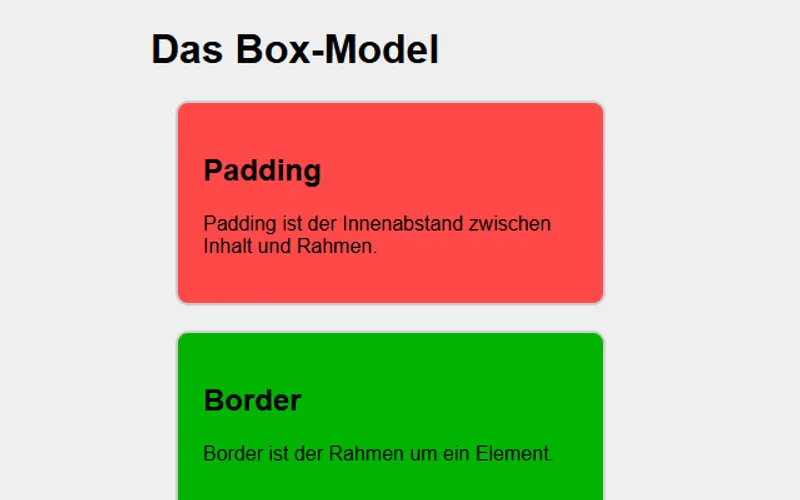 Das Box-Model
Padding
Padding ist der Innenabstand zwischen
Inhalt und Rahmen.
Border
Border ist der Rahmen um ein Element.